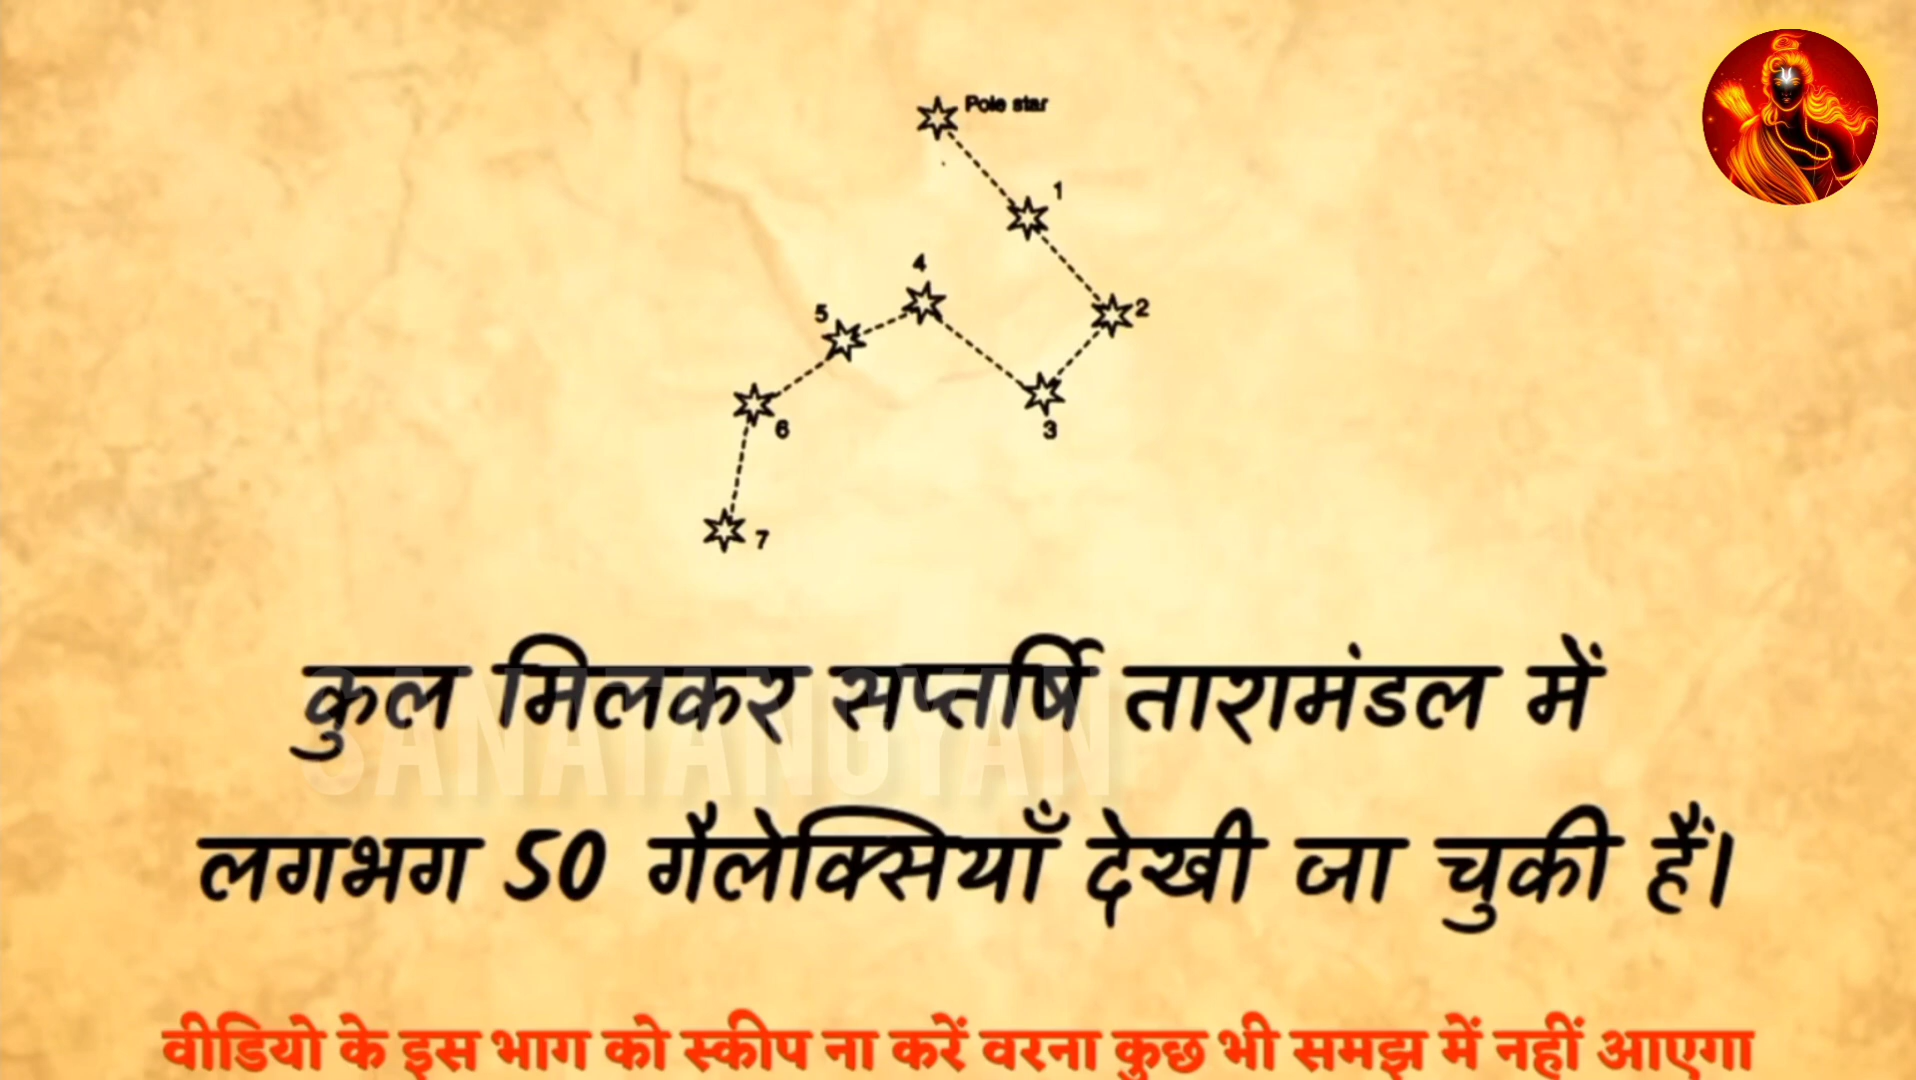 Pole star
1
2
3
4
5
6
7
कुल मिलकर सप्तर्षि तारामंडल में
SANATANGYAN
लगभग 50 गैलेक्सियाँ देखी जा चुकी हैं।
वीडियो के इस भाग को स्कीप ना करें वरना कुछ भी समझ में नहीं आएगा